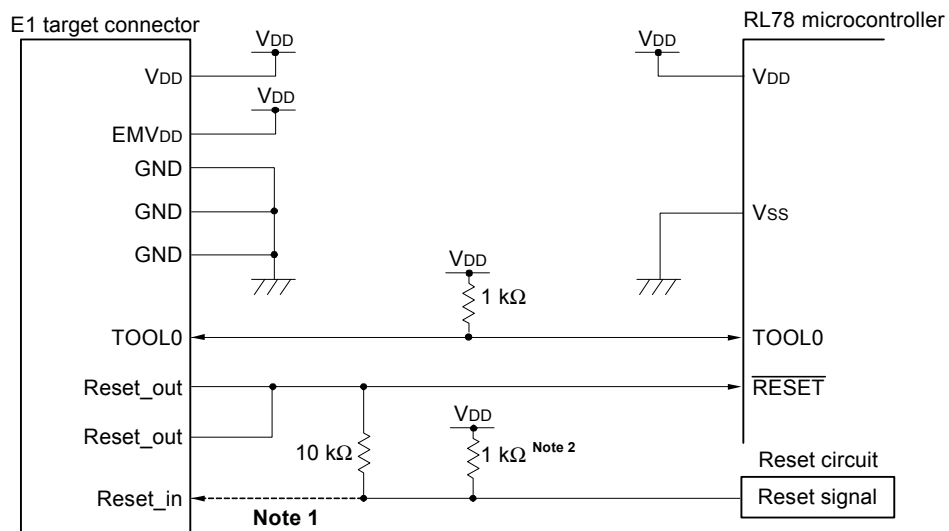 E1 target connector
RL78 microcontroller
VDD
VDD
VDD
VDD
VDD
EMVDD
GND
GND
VSS
GND
VDD
1 kΩ
TOOL0
TOOL0
Reset_out
RESET
VDD
Reset_out
10 kΩ
1 kΩ Note 2
Reset circuit
Reset_in
Note 1
Reset signal